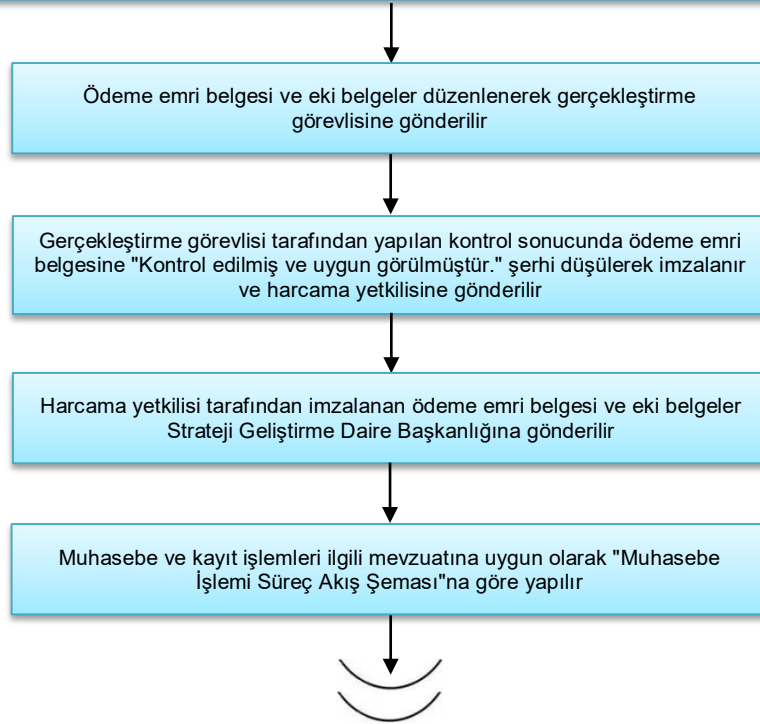 Ödeme emri belgesi ve eki belgeler düzenlenerek gerçekleştirme
görevlisine gönderilir
Gerçekleştirme görevlisi tarafından yapılan kontrol sonucunda ödeme emri
belgesine "Kontrol edilmiş ve uygun görülmüştür." şerhi düşülerek imzalanır
ve harcama yetkilisine gönderilir
Harcama yetkilisi tarafından imzalanan ödeme emri belgesi ve eki belgeler
Strateji Geliştirme Daire Başkanlığına gönderilir
Muhasebe ve kayıt işlemleri ilgili mevzuatına uygun olarak "Muhasebe
İşlemi Süreç Akış Şeması"na göre yapılır